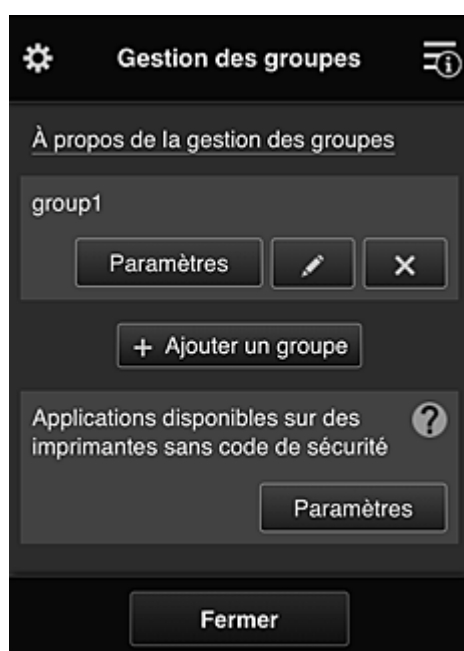 Gestion des groupes
À propos de la gestion des groupes
group1
Paramètres
+ Ajouter un groupe
Applications disponibles sur des
imprimantes sans code de sécurité
Paramètres
Fermer